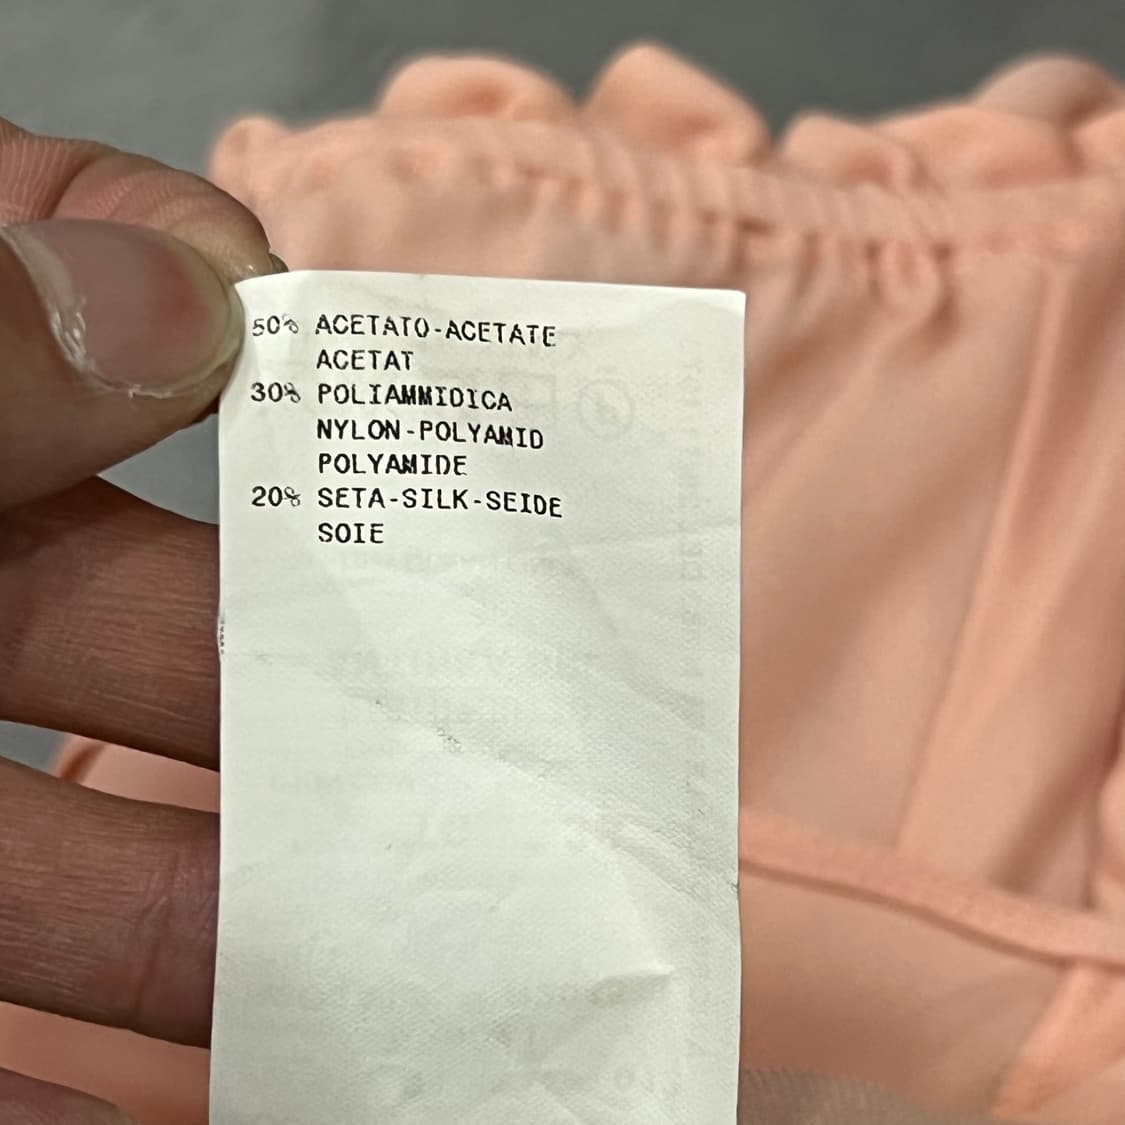 50% ACETATO-ACETATE
ACETAT
30% POLIAMMIDICA
NYLON-POLYAMID
POLYAMIDE
20% SETA-SILK-SEIDE
SOIE